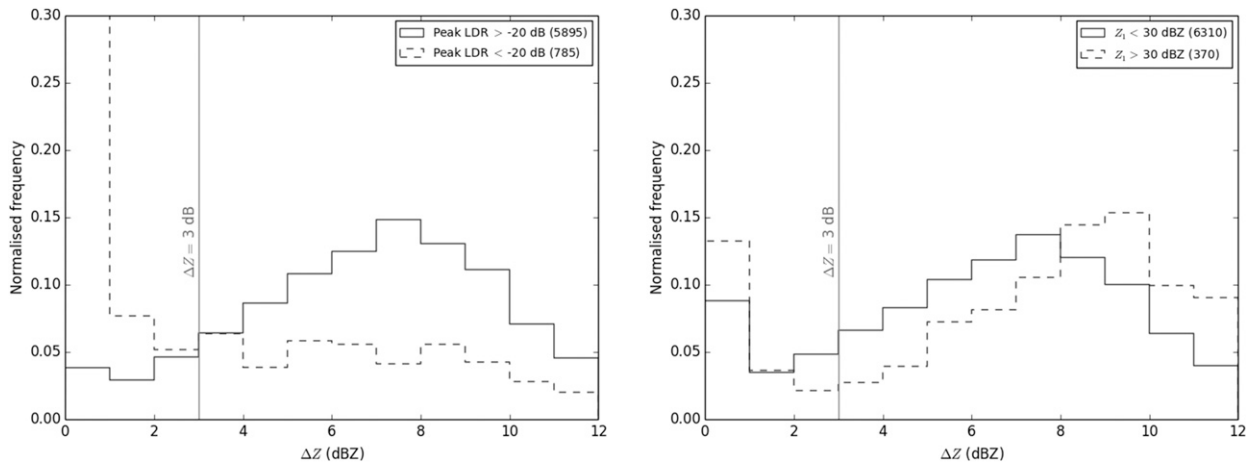 0.30
0.25
0.20
0.15
0.10
0.05
0.00
Normalised frequency
Peak LDR > -20 dB (5895)
Peak LDR < -20 dB (785)
ΔZ = 3 dB
0 2 4 6 8 10 12
ΔZ (dBZ)
0.30
0.25
0.20
0.15
0.10
0.05
0.00
Normalised frequency
Z₁ < 30 dBZ (6310)
Z₁ > 30 dBZ (370)
ΔZ = 3 dB
0 2 4 6 8 10 12
ΔZ (dBZ)